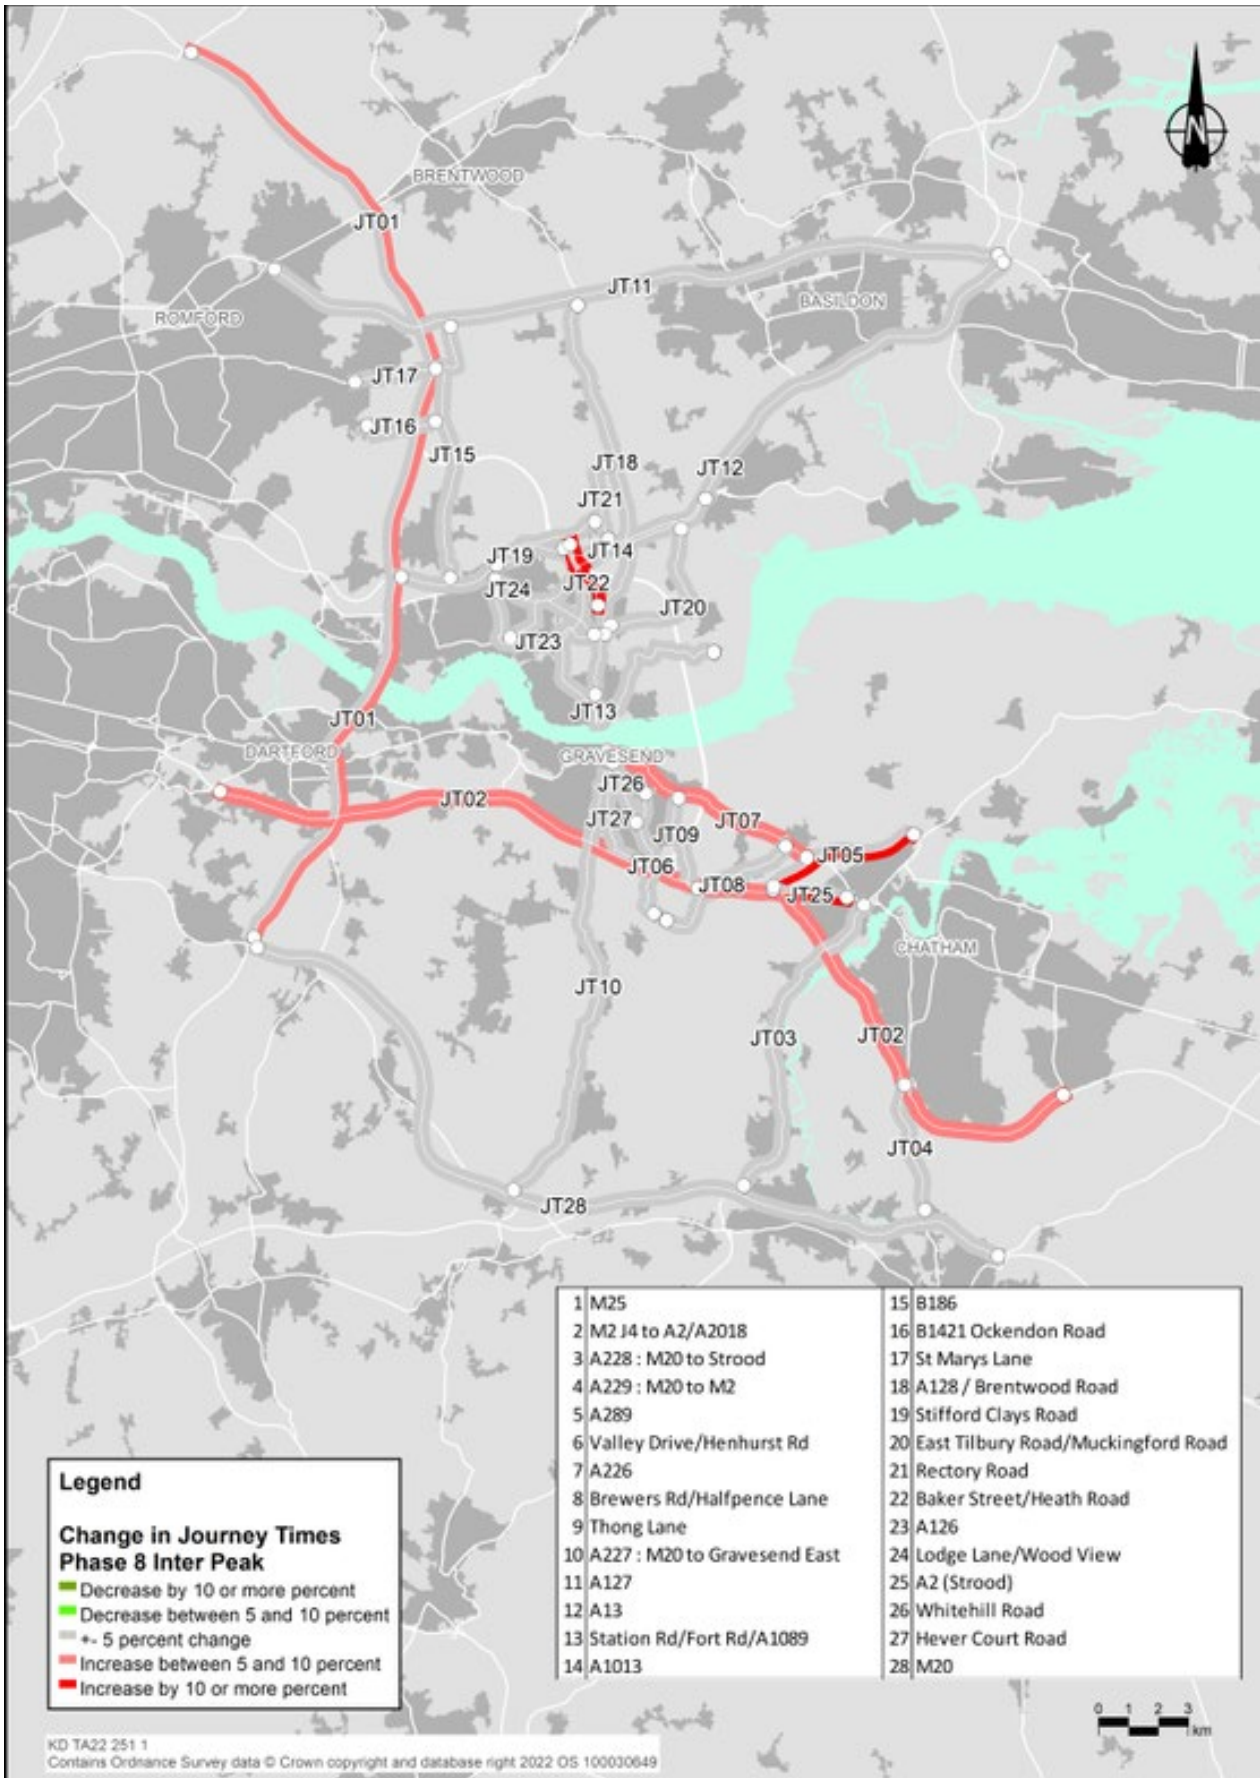 N
BRENTWOOD
JT01
JT11
BASILDON
ROMFORD
JT17
JT16
JT15
JT18
JT12
JT21
JT19
JT14
JT24
JT22
JT20
JT23
JT13
JT01
DARTFORD
GRAVESEND
JT26
JT02
JT27
JT09
JT07
JT06
JT05
JT08
JT25
CHATHAM
JT10
JT03
JT02
JT04
JT28
1 M25
2 M2 J4 to A2/A2018
3 A228 : M20 to Strood
4 A229 : M20 to M2
5 A289
6 Valley Drive/Henhurst Rd
7 A226
8 Brewers Rd/Halfpence Lane
9 Thong Lane
10 A227 : M20 to Gravesend East
11 A127
12 A13
13 Station Rd/Fort Rd/A1089
14 A1013
15 B186
16 B1421 Ockendon Road
17 St Marys Lane
18 A128 / Brentwood Road
19 Stifford Clays Road
20 East Tilbury Road/Muckingford Road
21 Rectory Road
22 Baker Street/Heath Road
23 A126
24 Lodge Lane/Wood View
25 A2 (Strood)
26 Whitehill Road
27 Hever Court Road
28 M20
Legend
Change in Journey Times
Phase 8 Inter Peak
Decrease by 10 or more percent
Decrease between 5 and 10 percent
+- 5 percent change
Increase between 5 and 10 percent
Increase by 10 or more percent
0 1 2 3
km
KD TA22 251 1
Contains Ordnance Survey data © Crown copyright and database right 2022 OS 100030649